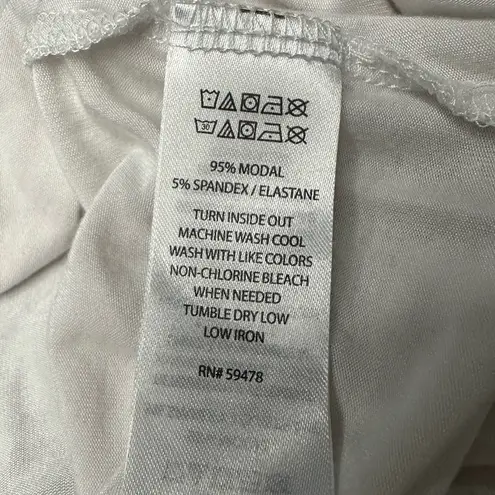 30
95% MODAL
5% SPANDEX / ELASTANE
TURN INSIDE OUT
MACHINE WASH COOL
WASH WITH LIKE COLORS
NON-CHLORINE BLEACH
WHEN NEEDED
TUMBLE DRY LOW
LOW IRON
RN# 59478